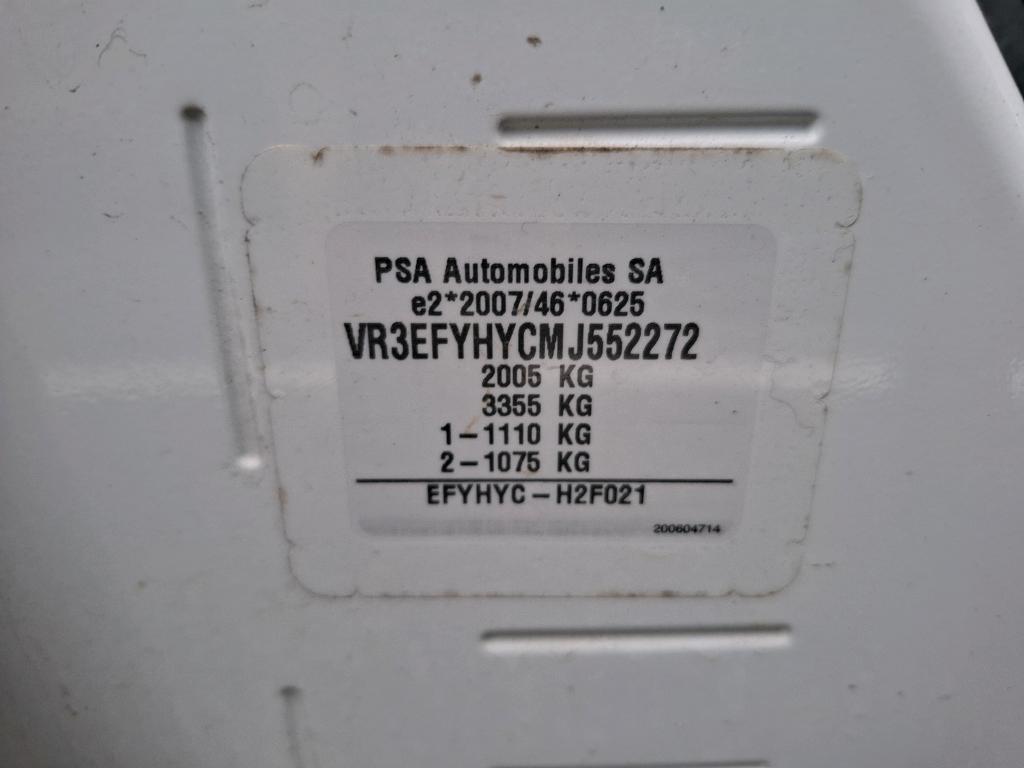 PSA Automobiles SA
e2*2007/46*0625
VR3EFYHYCMJ552272
2005 KG
3355 KG
1-1110 KG
2-1075 KG
EFYHYC-H2F021
200604714